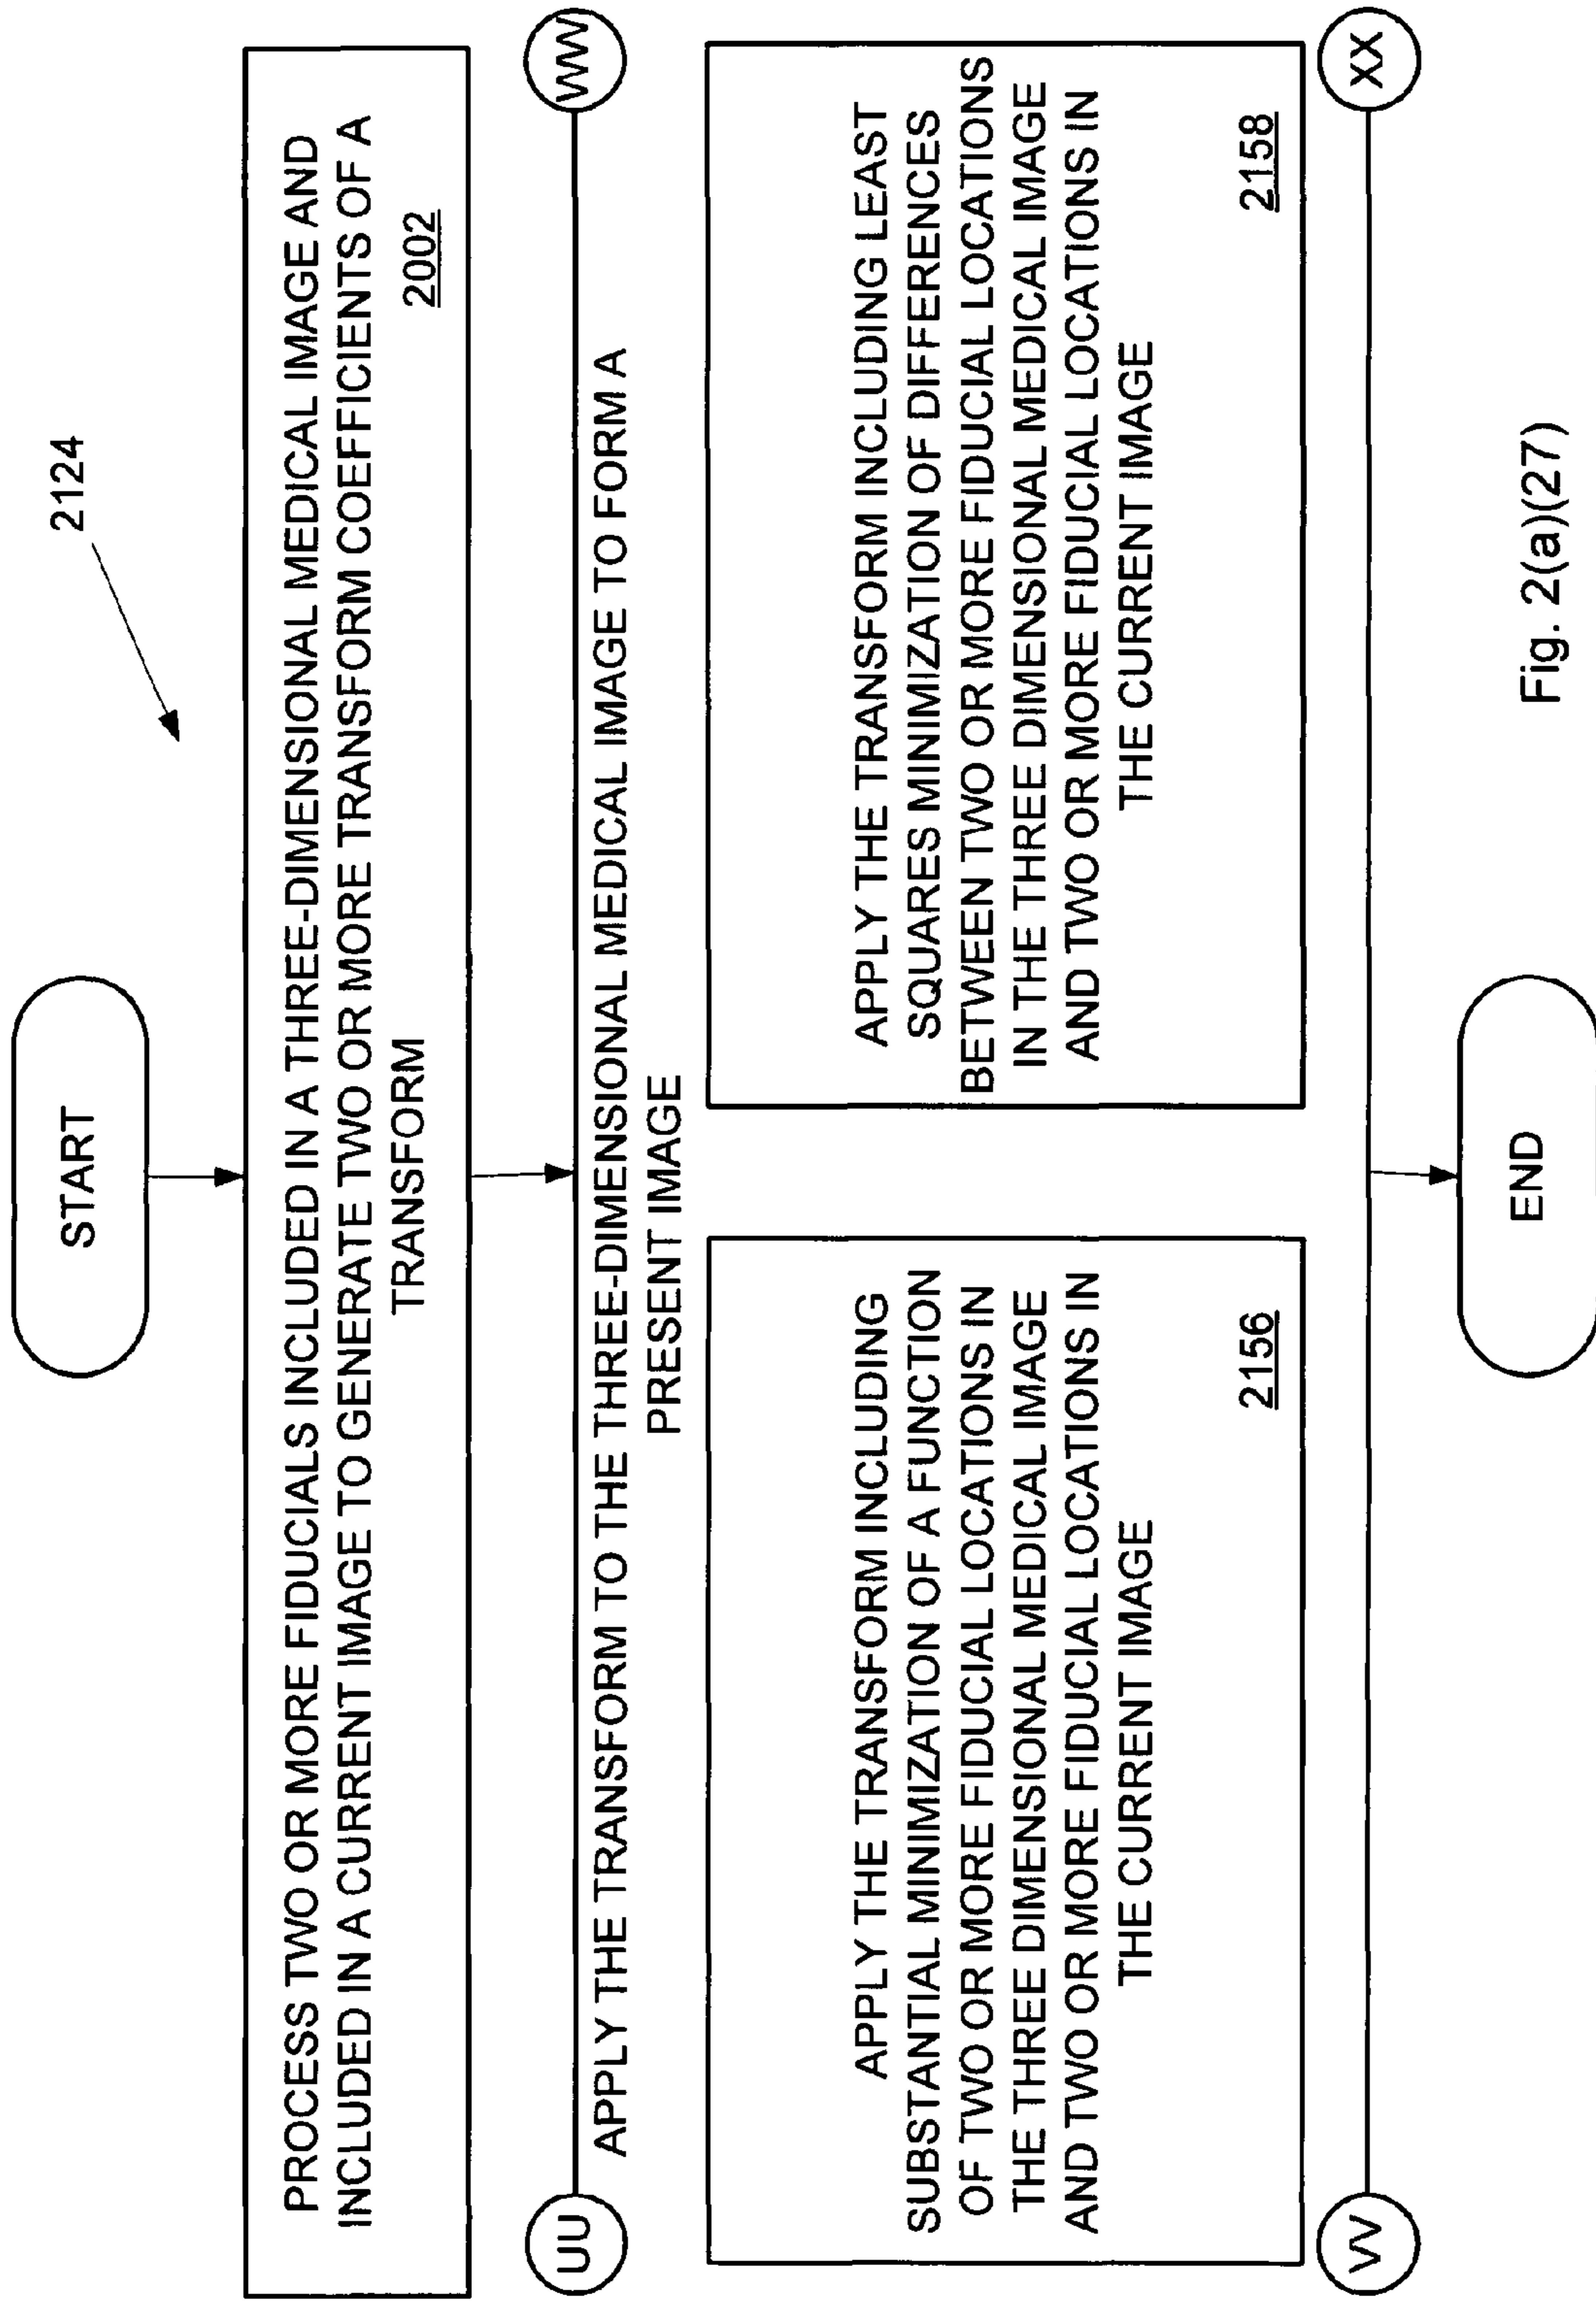 2124
START
PROCESS TWO OR MORE FIDUCIALS INCLUDED IN A THREE-DIMENSIONAL MEDICAL IMAGE AND
INCLUDED IN A CURRENT IMAGE TO GENERATE TWO OR MORE TRANSFORM COEFFICIENTS OF A
TRANSFORM
2002
UU
WW
APPLY THE TRANSFORM TO THE THREE-DIMENSIONAL MEDICAL IMAGE TO FORM A
PRESENT IMAGE
APPLY THE TRANSFORM INCLUDING
SUBSTANTIAL MINIMIZATION OF A FUNCTION
OF TWO OR MORE FIDUCIAL LOCATIONS IN
THE THREE DIMENSIONAL MEDICAL IMAGE
AND TWO OR MORE FIDUCIAL LOCATIONS IN
THE CURRENT IMAGE
2156
APPLY THE TRANSFORM INCLUDING LEAST
SQUARES MINIMIZATION OF DIFFERENCES
BETWEEN TWO OR MORE FIDUCIAL LOCATIONS
IN THE THREE DIMENSIONAL MEDICAL IMAGE
AND TWO OR MORE FIDUCIAL LOCATIONS IN
THE CURRENT IMAGE
2158
VV
XX
END
Fig. 2(a)(27)